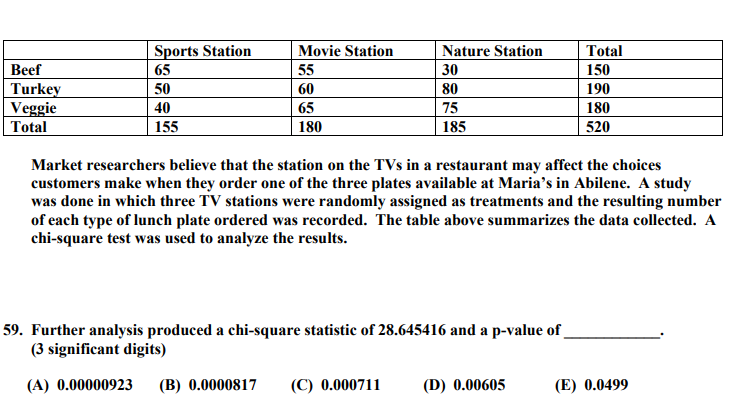 Sports Station Movie Station Nature Station Total
Beef 65 55 30 150
Turkey 50 60 80 190
Veggie 40 65 75 180
Total 155 180 185 520
Market researchers believe that the station on the TVs in a restaurant may affect the choices
customers make when they order one of the three plates available at Maria's in Abilene. A study
was done in which three TV stations were randomly assigned as treatments and the resulting number
of each type of lunch plate ordered was recorded. The table above summarizes the data collected. A
chi-square test was used to analyze the results.
59. Further analysis produced a chi-square statistic of 28.645416 and a p-value of ____________.
(3 significant digits)
(A) 0.00000923 (B) 0.0000817 (C) 0.000711 (D) 0.00605 (E) 0.0499